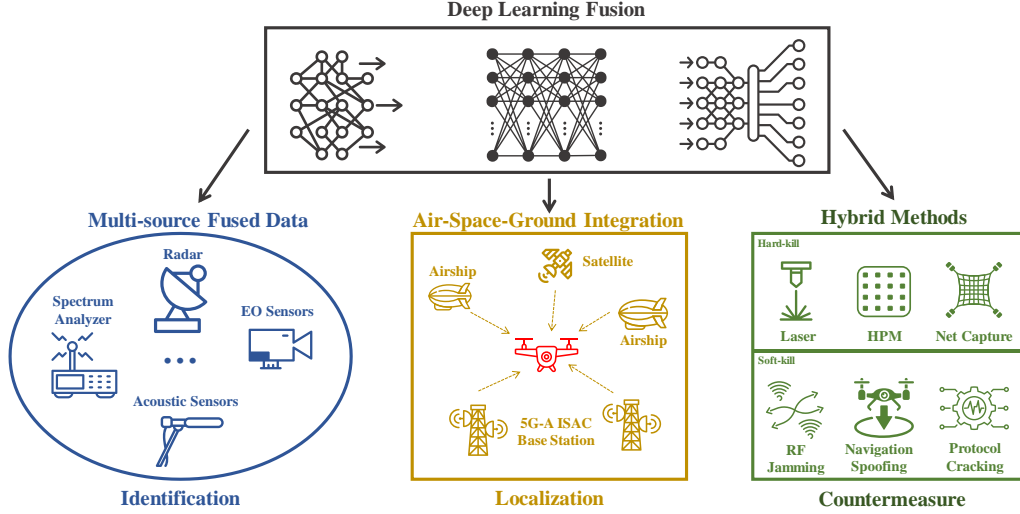 Deep Learning Fusion
Multi-source Fused Data
Radar
Spectrum
Analyzer
EO Sensors
Acoustic Sensors
Identification
Air-Space-Ground Integration
Airship
Satellite
Airship
5G-A ISAC
Base Station
Localization
Hybrid Methods
Hard-kill
Laser
HPM
Net Capture
Soft-kill
RF
Jamming
Navigation
Spoofing
Protocol
Cracking
Countermeasure